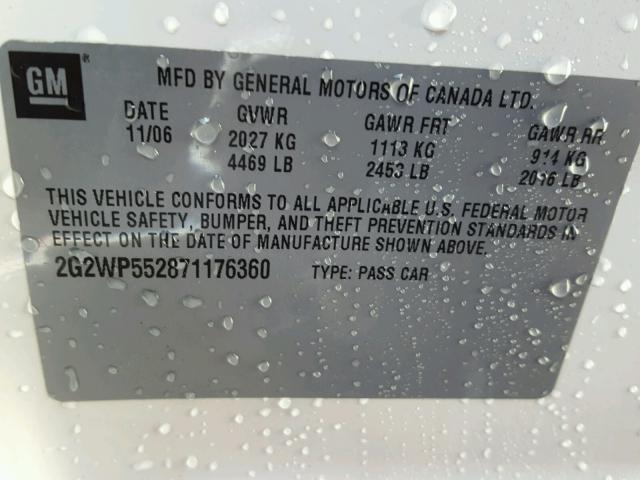 GM
MFD BY GENERAL MOTORS OF CANADA LTD.
DATE GVWR GAWR FRT GAWR RR
11/06 2027 KG 1113 KG 914 KG
4469 LB 2453 LB 2016 LB
THIS VEHICLE CONFORMS TO ALL APPLICABLE U.S. FEDERAL MOTOR
VEHICLE SAFETY, BUMPER, AND THEFT PREVENTION STANDARDS IN
EFFECT ON THE DATE OF MANUFACTURE SHOWN ABOVE.
2G2WP552871176360 TYPE: PASS CAR